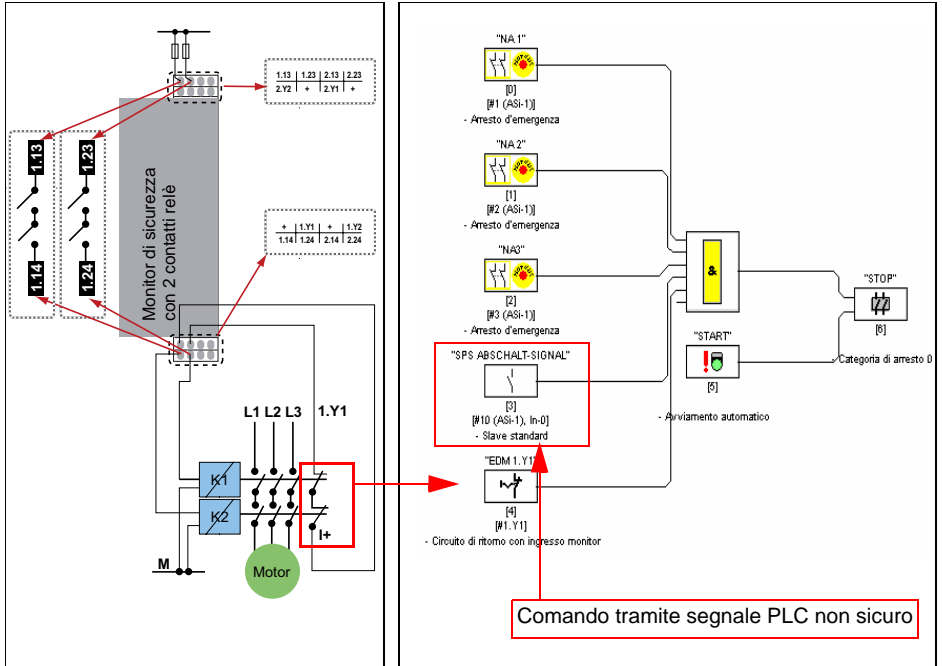 1.13 1.23 2.13 2.23
2.Y2 + 2.Y1 +
1.13
1.23
1.14
1.24
Monitor di sicurezza
con 2 contatti relè
+ 1.Y1 + 1.Y2
1.14 1.24 2.14 2.24
L1 L2 L3
1.Y1
K1
K2
I+
M
Motor
"NA 1"
[0]
[#1 (ASi-1)]
- Arresto d'emergenza
"NA 2"
[1]
[#2 (ASi-1)]
- Arresto d'emergenza
"NA3"
[2]
[#3 (ASi-1)]
- Arresto d'emergenza
"SPS ABSCHALT-SIGNAL"
[3]
[#10 (ASi-1), In-0]
- Slave standard
"EDM 1.Y1"
[4]
[#1.Y1]
- Circuito di ritorno con ingresso monitor
&
"START"
[5]
- Avviamento automatico
"STOP"
[6]
- Categoria di arresto 0
Comando tramite segnale PLC non sicuro